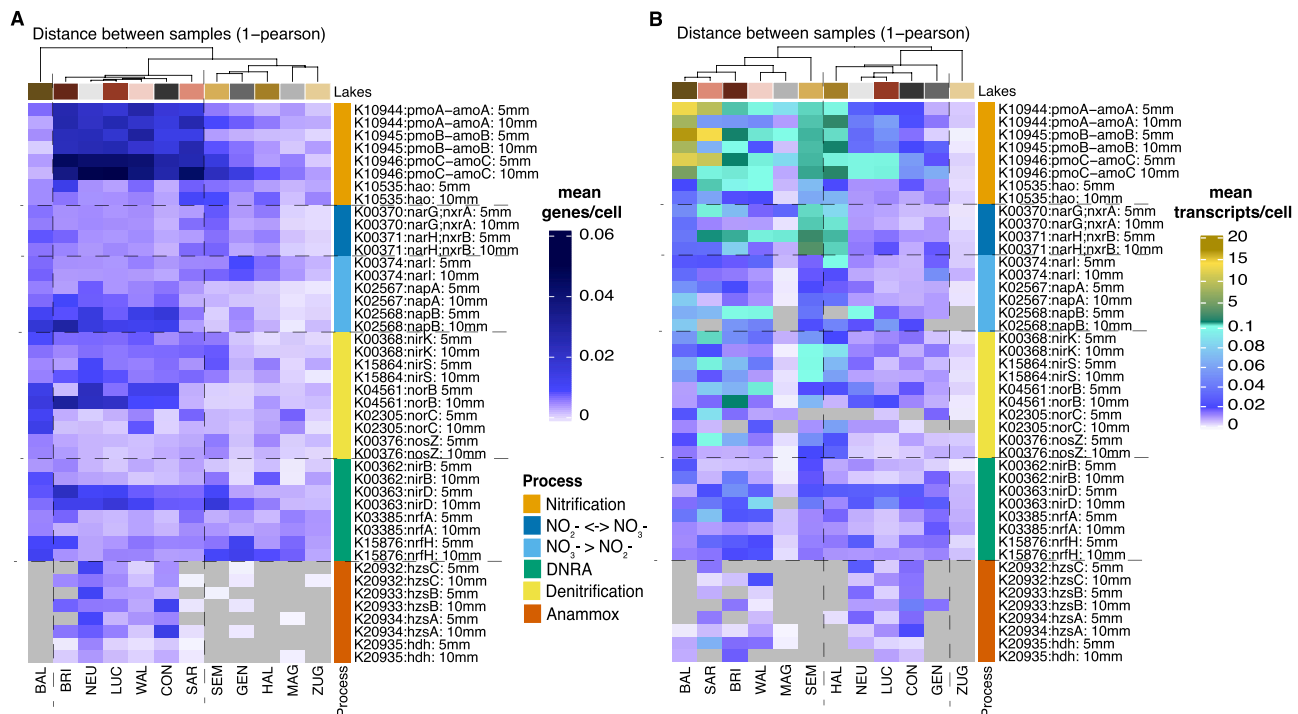 A
Distance between samples (1−pearson)
Lakes
K10944:pmoA−amoA: 5mm
K10944:pmoA−amoA: 10mm
K10945:pmoB−amoB: 5mm
K10945:pmoB−amoB: 10mm
K10946:pmoC−amoC: 5mm
K10946:pmoC−amoC: 10mm
K10535:hao: 5mm
K10535:hao: 10mm
K00370:narG;nxrA: 5mm
K00370:narG;nxrA: 10mm
K00371:narH;nxrB: 5mm
K00371:narH;nxrB: 10mm
K00374:narI: 5mm
K00374:narI: 10mm
K02567:napA: 5mm
K02567:napA: 10mm
K02568:napB: 5mm
K02568:napB: 10mm
K00368:nirK: 5mm
K00368:nirK: 10mm
K15864:nirS: 5mm
K15864:nirS: 10mm
K04561:norB: 5mm
K04561:norB: 10mm
K02305:norC: 5mm
K02305:norC: 10mm
K00376:nosZ: 5mm
K00376:nosZ: 10mm
K00362:nirB: 5mm
K00362:nirB: 10mm
K00363:nirD: 5mm
K00363:nirD: 10mm
K03385:nrfA: 5mm
K03385:nrfA: 10mm
K15876:nrfH: 5mm
K15876:nrfH: 10mm
K20932:hzsC: 5mm
K20932:hzsC: 10mm
K20933:hzsB: 5mm
K20933:hzsB: 10mm
K20934:hzsA: 5mm
K20934:hzsA: 10mm
K20935:hdh: 5mm
K20935:hdh: 10mm
BAL BRI NEU LUC WAL CON SAR SEM GEN HAL MAG ZUG Process
mean
genes/cell
0.06
0.04
0.02
0
Process
Nitrification
NO₂⁻ <-> NO₃⁻
NO₃⁻ > NO₂⁻
DNRA
Denitrification
Anammox
B
Distance between samples (1−pearson)
Lakes
K10944:pmoA−amoA: 5mm
K10944:pmoA−amoA: 10mm
K10945:pmoB−amoB: 5mm
K10945:pmoB−amoB: 10mm
K10946:pmoC−amoC: 5mm
K10946:pmoC−amoC: 10mm
K10535:hao: 5mm
K10535:hao: 10mm
K00370:narG;nxrA: 5mm
K00370:narG;nxrA: 10mm
K00371:narH;nxrB: 5mm
K00371:narH;nxrB: 10mm
K00374:narI: 5mm
K00374:narI: 10mm
K02567:napA: 5mm
K02567:napA: 10mm
K02568:napB: 5mm
K02568:napB: 10mm
K00368:nirK: 5mm
K00368:nirK: 10mm
K15864:nirS: 5mm
K15864:nirS: 10mm
K04561:norB: 5mm
K04561:norB: 10mm
K02305:norC: 5mm
K02305:norC: 10mm
K00376:nosZ: 5mm
K00376:nosZ: 10mm
K00362:nirB: 5mm
K00362:nirB: 10mm
K00363:nirD: 5mm
K00363:nirD: 10mm
K03385:nrfA: 5mm
K03385:nrfA: 10mm
K15876:nrfH: 5mm
K15876:nrfH: 10mm
K20932:hzsC: 5mm
K20932:hzsC: 10mm
K20933:hzsB: 5mm
K20933:hzsB: 10mm
K20934:hzsA: 5mm
K20934:hzsA: 10mm
K20935:hdh: 5mm
K20935:hdh: 10mm
BAL SAR BRI WAL MAG SEM HAL NEU LUC CON GEN ZUG Process
mean
transcripts/cell
20
15
10
5
0.1
0.08
0.06
0.04
0.02
0